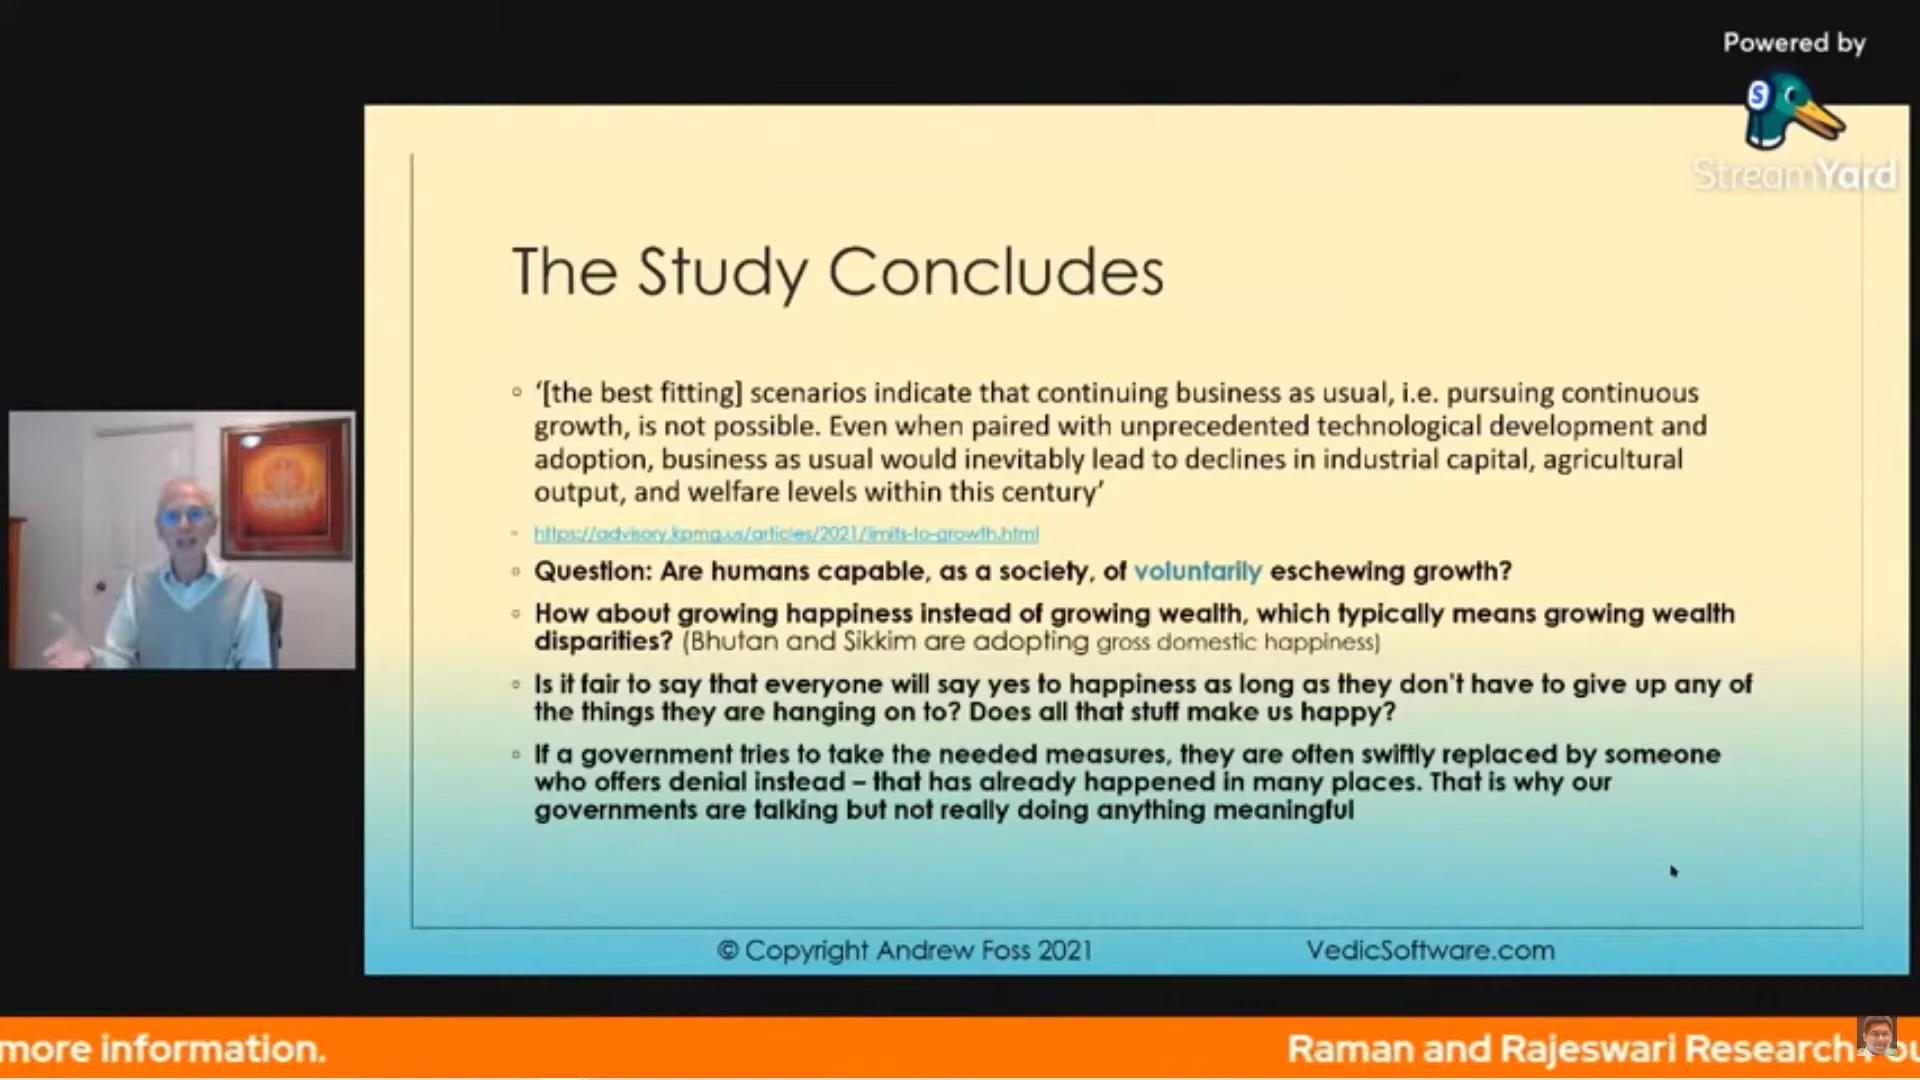 Powered by
S
StreamYard
The Study Concludes
‘[the best fitting] scenarios indicate that continuing business as usual, i.e. pursuing continuous
growth, is not possible. Even when paired with unprecedented technological development and
adoption, business as usual would inevitably lead to declines in industrial capital, agricultural
output, and welfare levels within this century’
https://advisory.kpmg.us/articles/2021/limits-to-growth.html
Question: Are humans capable, as a society, of voluntarily eschewing growth?
How about growing happiness instead of growing wealth, which typically means growing wealth
disparities? (Bhutan and Sikkim are adopting gross domestic happiness)
Is it fair to say that everyone will say yes to happiness as long as they don't have to give up any of
the things they are hanging on to? Does all that stuff make us happy?
If a government tries to take the needed measures, they are often swiftly replaced by someone
who offers denial instead – that has already happened in many places. That is why our
governments are talking but not really doing anything meaningful
© Copyright Andrew Foss 2021 VedicSoftware.com
more information. Raman and Rajeswari Research